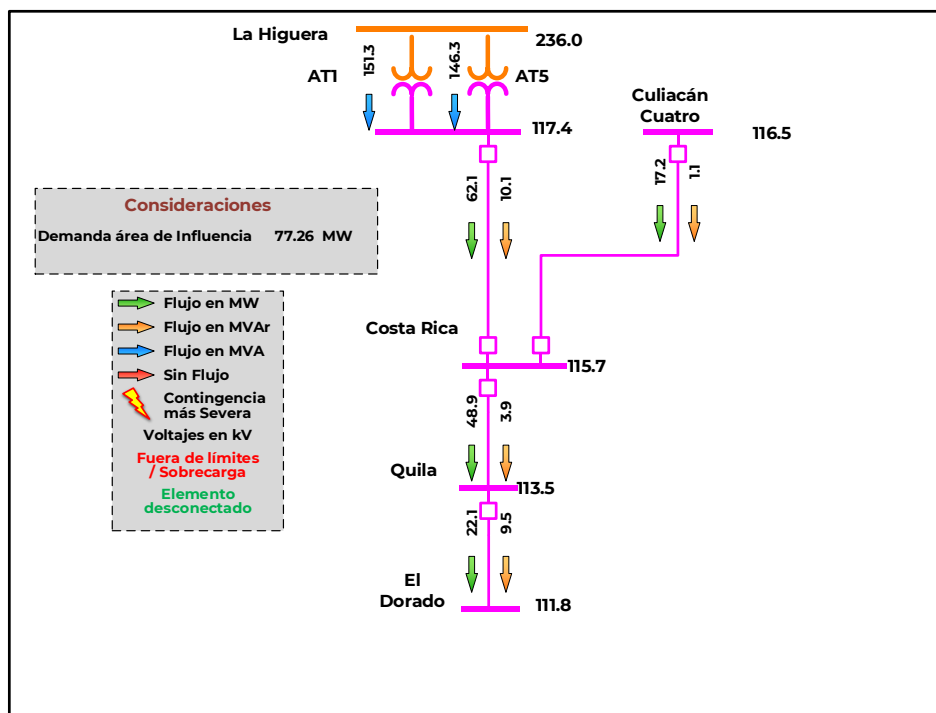 La Higuera
236.0
151.3
146.3
AT1
AT5
117.4
Culiacán
Cuatro
116.5
62.1
10.1
17.2
1.1
Consideraciones
Demanda área de Influencia 77.26 MW
Flujo en MW
Flujo en MVAr
Flujo en MVA
Sin Flujo
Contingencia
más Severa
Voltajes en kV
Fuera de límites
/ Sobrecarga
Elemento
desconectado
Costa Rica
115.7
48.9
3.9
Quila
113.5
22.1
9.5
El
Dorado
111.8